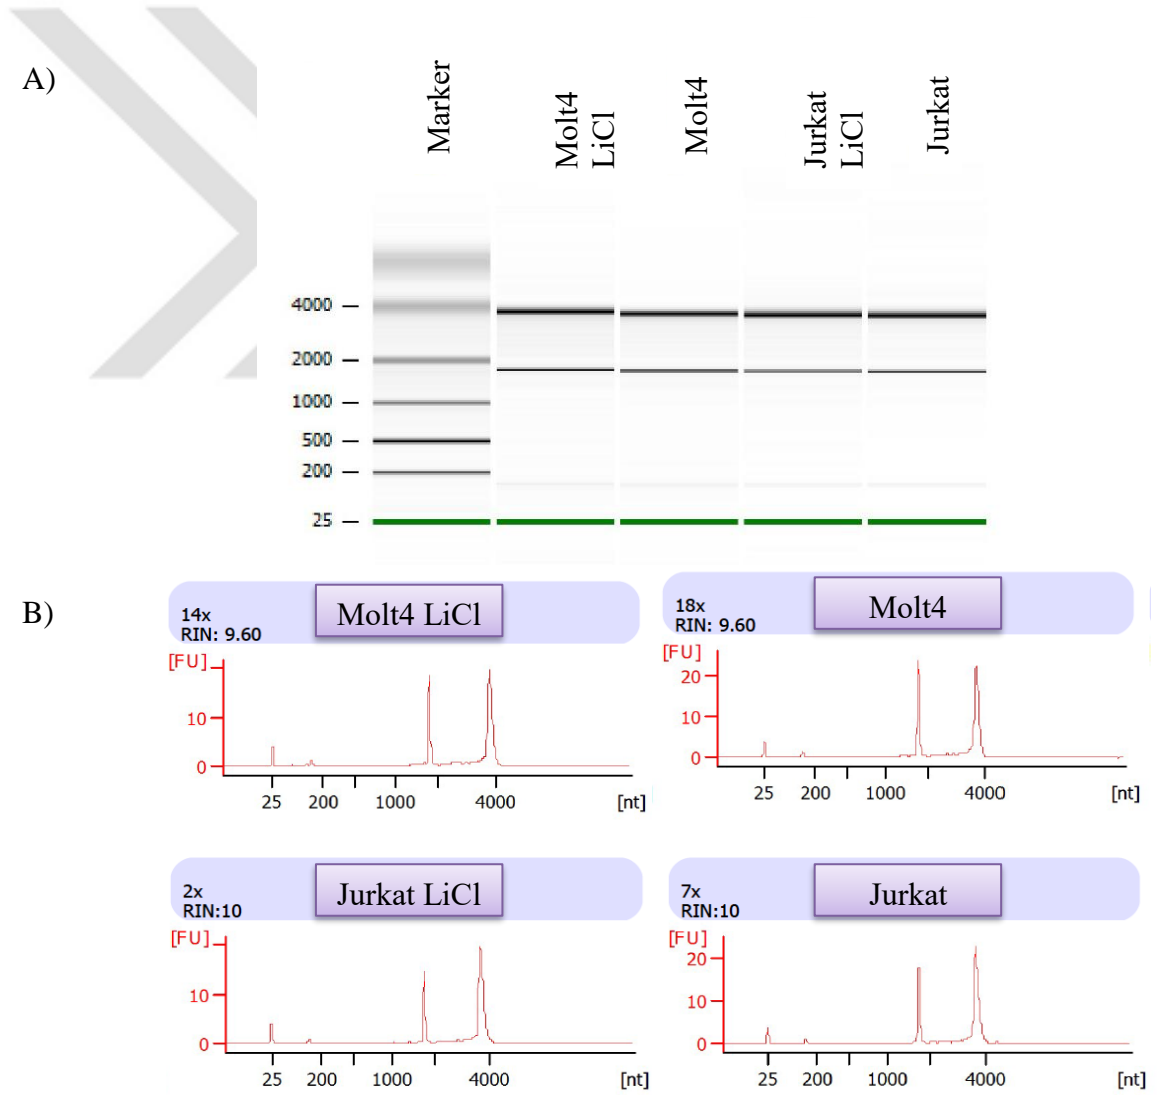 A)
Marker
Molt4
LiCl
Molt4
Jurkat
LiCl
Jurkat
4000
2000
1000
500
200
25
B)
14x
RIN: 9.60
Molt4 LiCl
[FU]
10
0
25 200 1000 4000 [nt]
18x
RIN: 9.60
Molt4
[FU]
20
10
0
25 200 1000 4000 [nt]
2x
RIN:10
Jurkat LiCl
[FU]
10
0
25 200 1000 4000 [nt]
7x
RIN:10
Jurkat
[FU]
20
10
0
25 200 1000 4000 [nt]